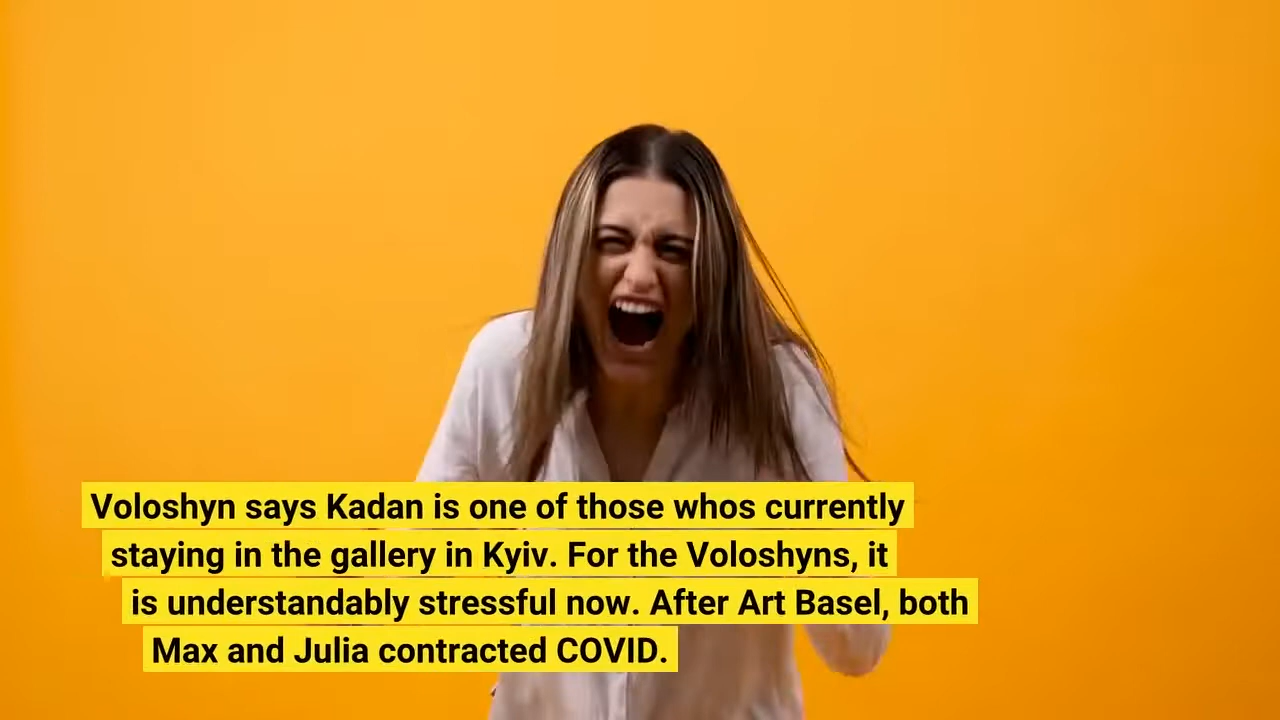 Voloshyn says Kadan is one of those whos currently
staying in the gallery in Kyiv. For the Voloshyns, it
is understandably stressful now. After Art Basel, both
Max and Julia contracted COVID.